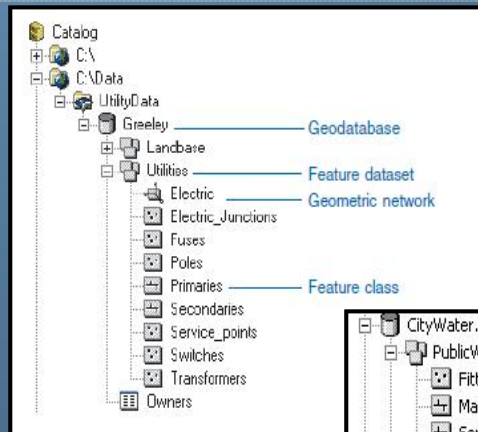 Catalog
C:\
C:\Data
UtilityData
Greeley
Geodatabase
Landbase
Utilities
Feature dataset
Electric
Geometric network
Electric_Junctions
Fuses
Poles
Primaries
Feature class
Secondaries
Service_points
Switches
Transformers
Owners
CityWater.